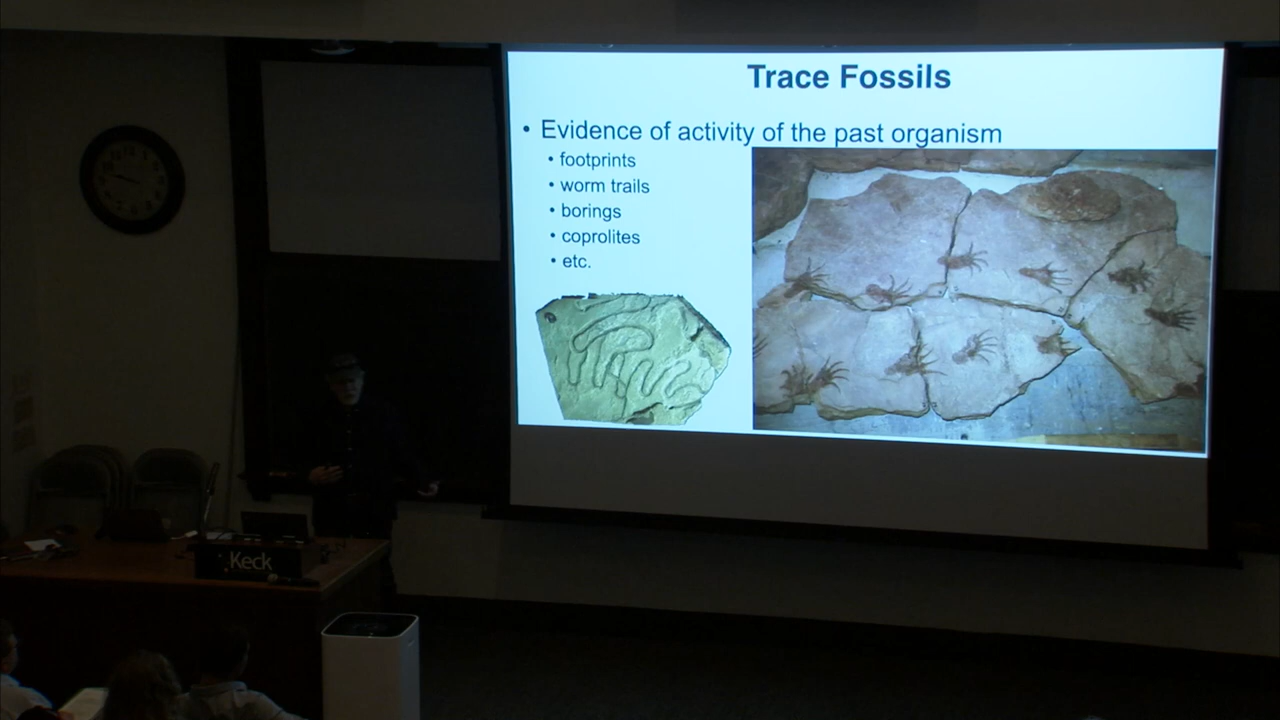 Trace Fossils
• Evidence of activity of the past organism
• footprints
• worm trails
• borings
• coprolites
• etc.
Keck